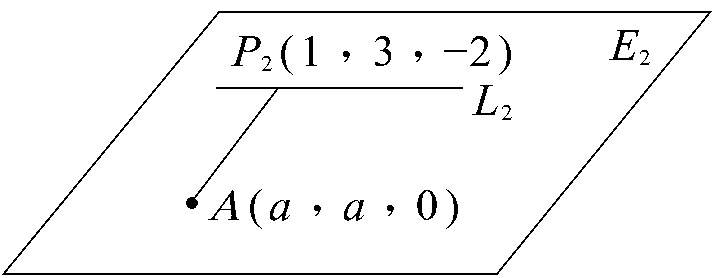 P₂(1，3，−2)
E₂
L₂
A(a，a，0)